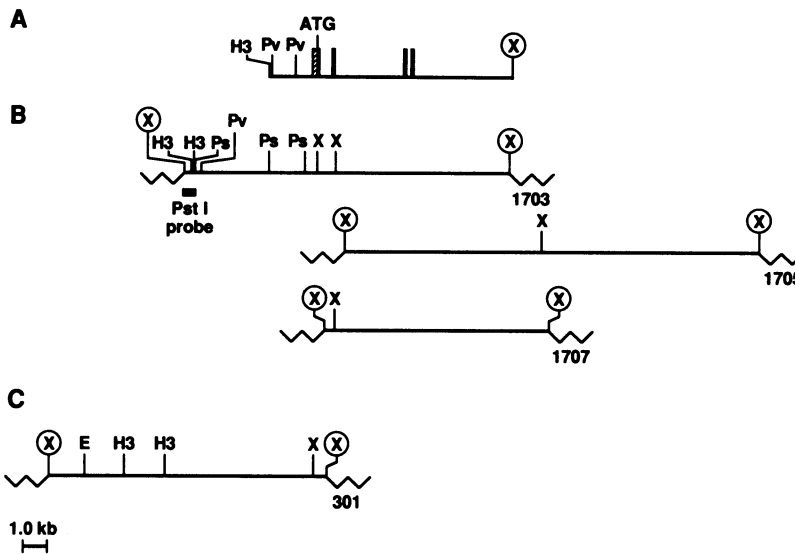 A
ATG
H3 Pv Pv X
B
X Pv
H3 H3 Ps Ps Ps X X X
1703
Pst I
probe
X X X
X X X
1707
C
X E H3 H3 X X
301
1.0 kb